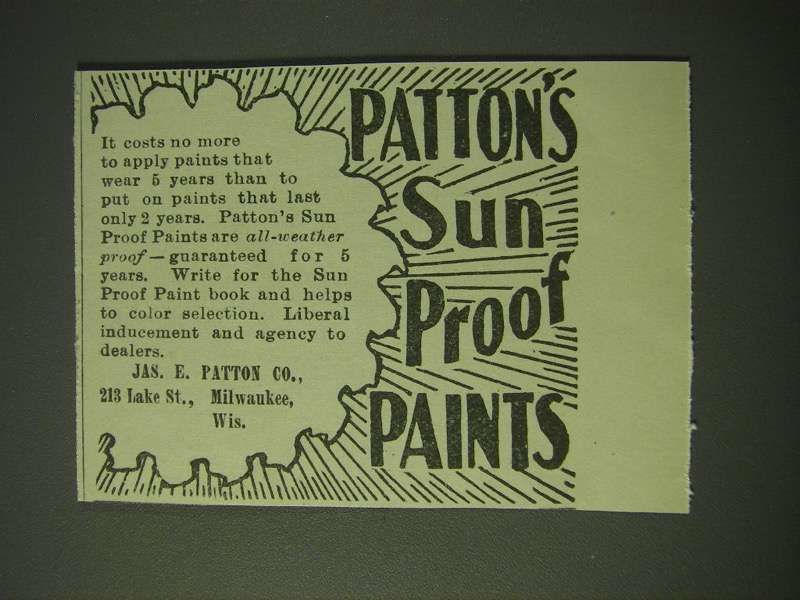 It costs no more
to apply paints that
wear 5 years than to
put on paints that last
only 2 years. Patton's Sun
Proof Paints are all-weather
proof—guaranteed for 5
years. Write for the Sun
Proof Paint book and helps
to color selection. Liberal
inducement and agency to
dealers.
JAS. E. PATTON CO.,
213 Lake St., Milwaukee,
Wis.
PATTON'S
Sun
Proof
PAINTS